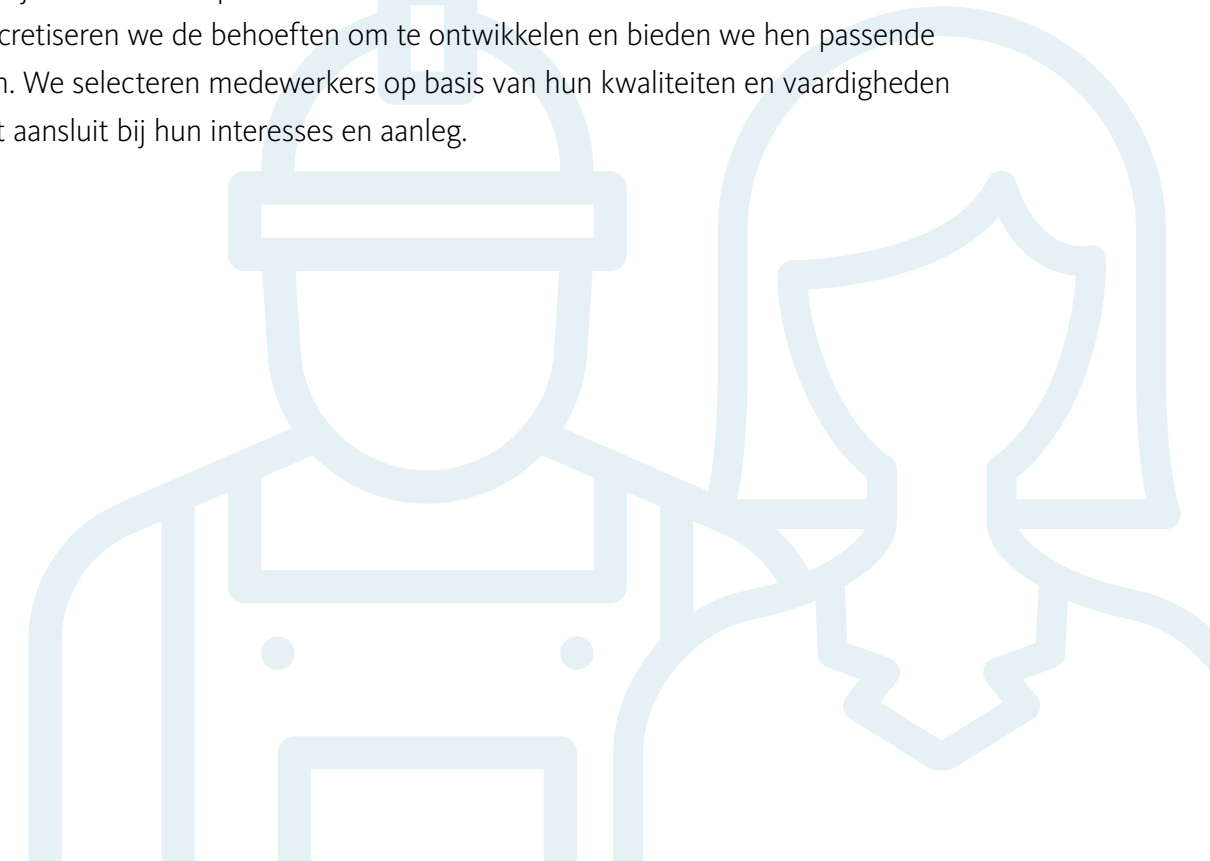 cretiseren we de behoeften om te ontwikkelen en bieden we hen passende
n. We selecteren medewerkers op basis van hun kwaliteiten en vaardigheden
t aansluit bij hun interesses en aanleg.